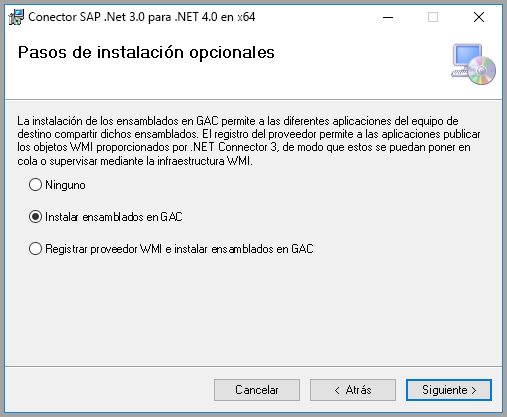 Conector SAP .Net 3.0 para .NET 4.0 en x64
Pasos de instalación opcionales
La instalación de los ensamblados en GAC permite a las diferentes aplicaciones del equipo de
destino compartir dichos ensamblados. El registro del proveedor permite a las aplicaciones publicar
los objetos WMI proporcionados por .NET Connector 3, de modo que estos se puedan poner en
cola o supervisar mediante la infraestructura WMI.
Ninguno
Instalar ensamblados en GAC
Registrar proveedor WMI e instalar ensamblados en GAC
Cancelar < Atrás Siguiente >